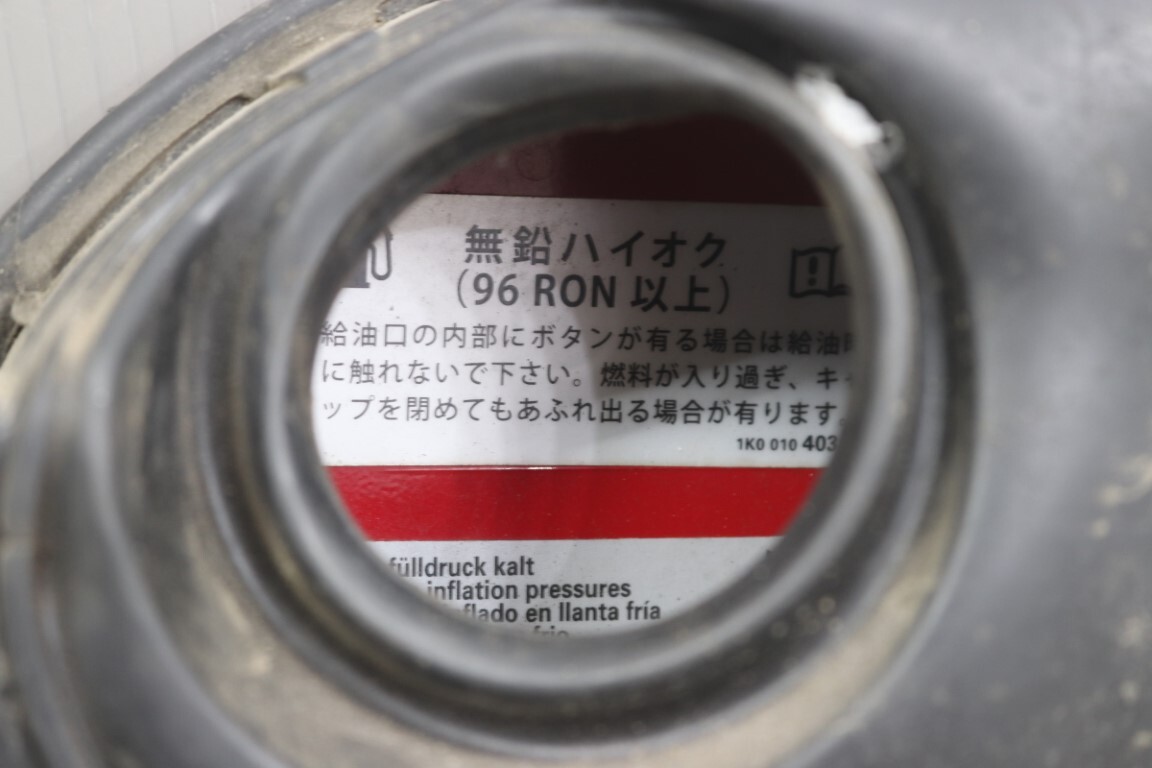 無鉛ハイオク
(96 RON 以上)
給油口の内部にボタンが有る場合は給油
に触れないで下さい。燃料が入り過ぎ、キ
ップを閉めてもあふれ出る場合が有ります。
1K0 010 403
fülldruck kalt
inflation pressures
flado en llanta fría